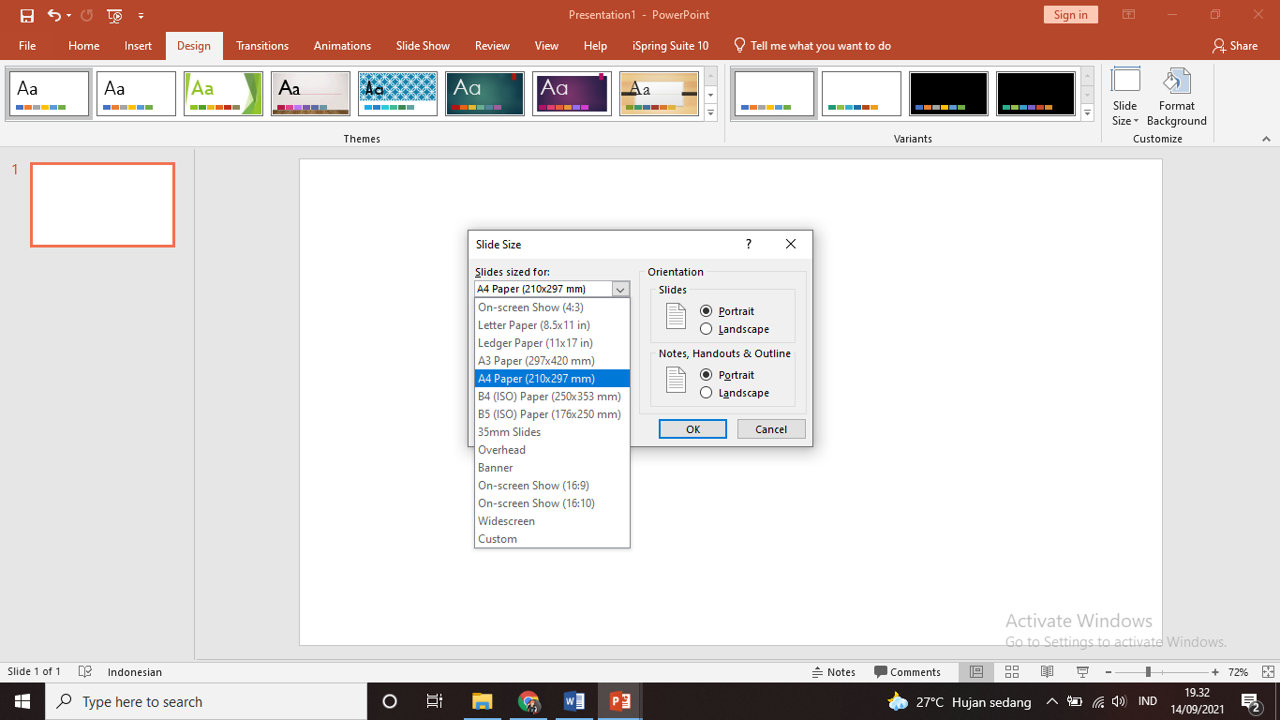 Presentation1 - PowerPoint
Sign in
File Home Insert Design Transitions Animations Slide Show Review View Help iSpring Suite 10 Tell me what you want to do Share
Aa Aa Aa Aa Aa Aa Aa Aa
Slide Size
Format Background
Themes Variants Customize
1
Slide Size ?
Slides sized for:
A4 Paper (210x297 mm)
On-screen Show (4:3)
Letter Paper (8.5x11 in)
Ledger Paper (11x17 in)
A3 Paper (297x420 mm)
A4 Paper (210x297 mm)
B4 (ISO) Paper (250x353 mm)
B5 (ISO) Paper (176x250 mm)
35mm Slides
Overhead
Banner
On-screen Show (16:9)
On-screen Show (16:10)
Widescreen
Custom
Orientation
Slides
Portrait
Landscape
Notes, Handouts & Outline
Portrait
Landscape
OK Cancel
Activate Windows
Go to Settings to activate Windows.
Slide 1 of 1 Indonesian Notes Comments 72%
Type here to search
27°C Hujan sedang IND
19.32
14/09/2021
2